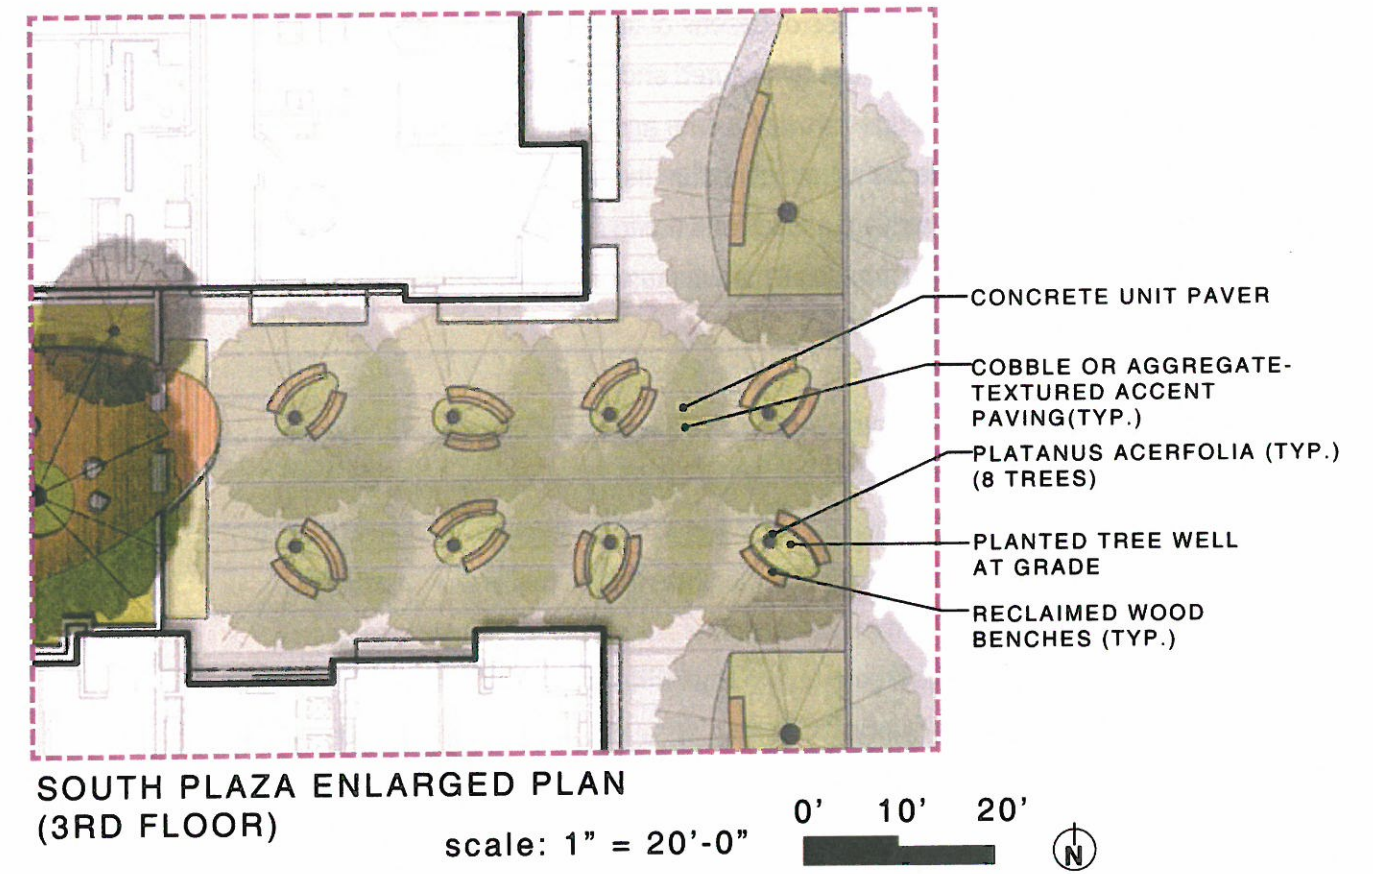 CONCRETE UNIT PAVER
COBBLE OR AGGREGATE-
TEXTURED ACCENT
PAVING(TYP.)
PLATANUS ACERFOLIA (TYP.)
(8 TREES)
PLANTED TREE WELL
AT GRADE
RECLAIMED WOOD
BENCHES (TYP.)
SOUTH PLAZA ENLARGED PLAN
(3RD FLOOR)
scale: 1” = 20’-0”
0' 10' 20'
N